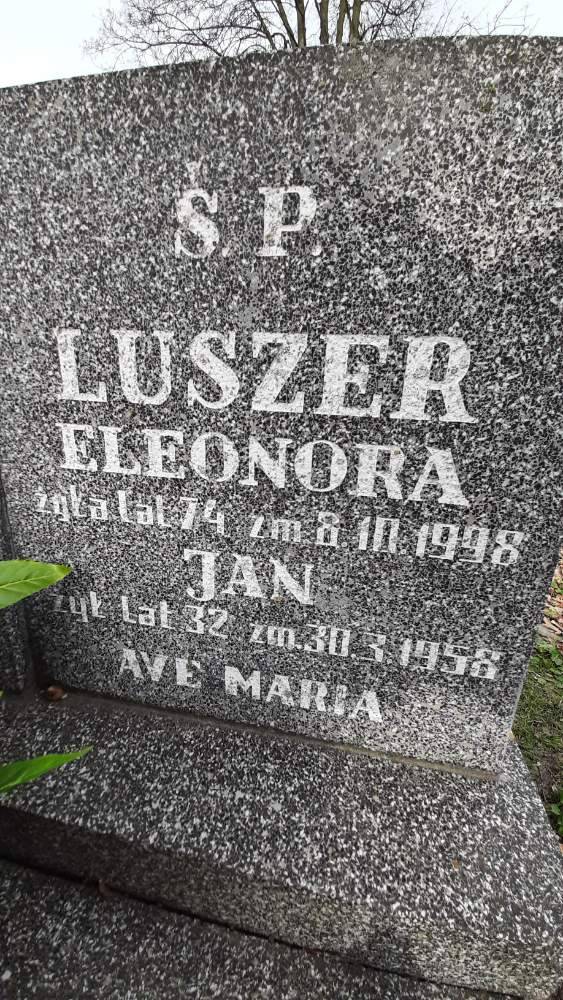 Ś. P.
LUSZER
ELEONORA
żyła lat 74 zm 8.10.1998
JAN
żył lat 32 zm.30.3.1958
AVE MARIA